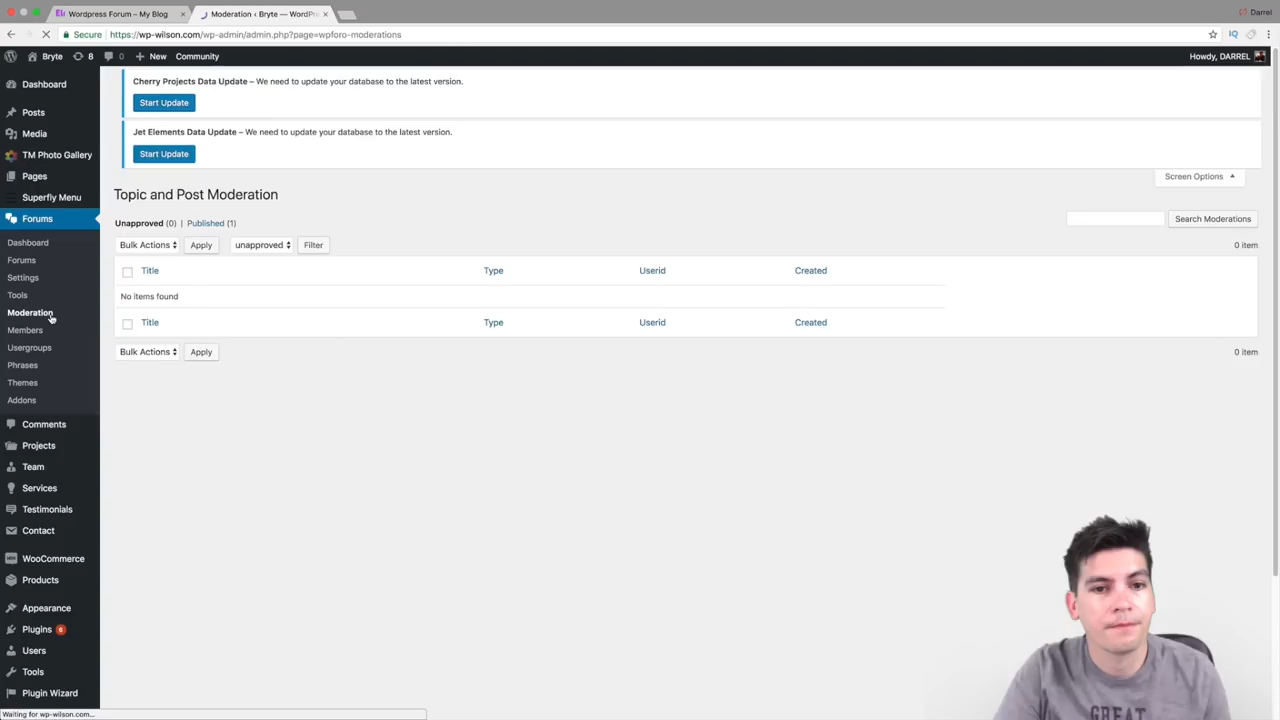 Wordpress Forum – My Blog
Moderation ‹ Bryte — WordPr
Darrel
Secure https://wp-wilson.com/wp-admin/admin.php?page=wpforo-moderations
IQ
Bryte 8 0 New Community
Howdy, DARREL
Dashboard
Posts
Media
TM Photo Gallery
Pages
Superfly Menu
Forums
Dashboard
Forums
Settings
Tools
Moderation
Members
Usergroups
Phrases
Themes
Addons
Comments
Projects
Team
Services
Testimonials
Contact
WooCommerce
Products
Appearance
Plugins 6
Users
Tools
Plugin Wizard
Waiting for wp-wilson.com...
Cherry Projects Data Update – We need to update your database to the latest version.
Start Update
Jet Elements Data Update – We need to update your database to the latest version.
Start Update
Screen Options
Topic and Post Moderation
Unapproved (0) | Published (1)
Search Moderations
Bulk Actions Apply unapproved Filter
0 item
Title Type Userid Created
No items found
Title Type Userid Created
Bulk Actions Apply
0 item
GREAT